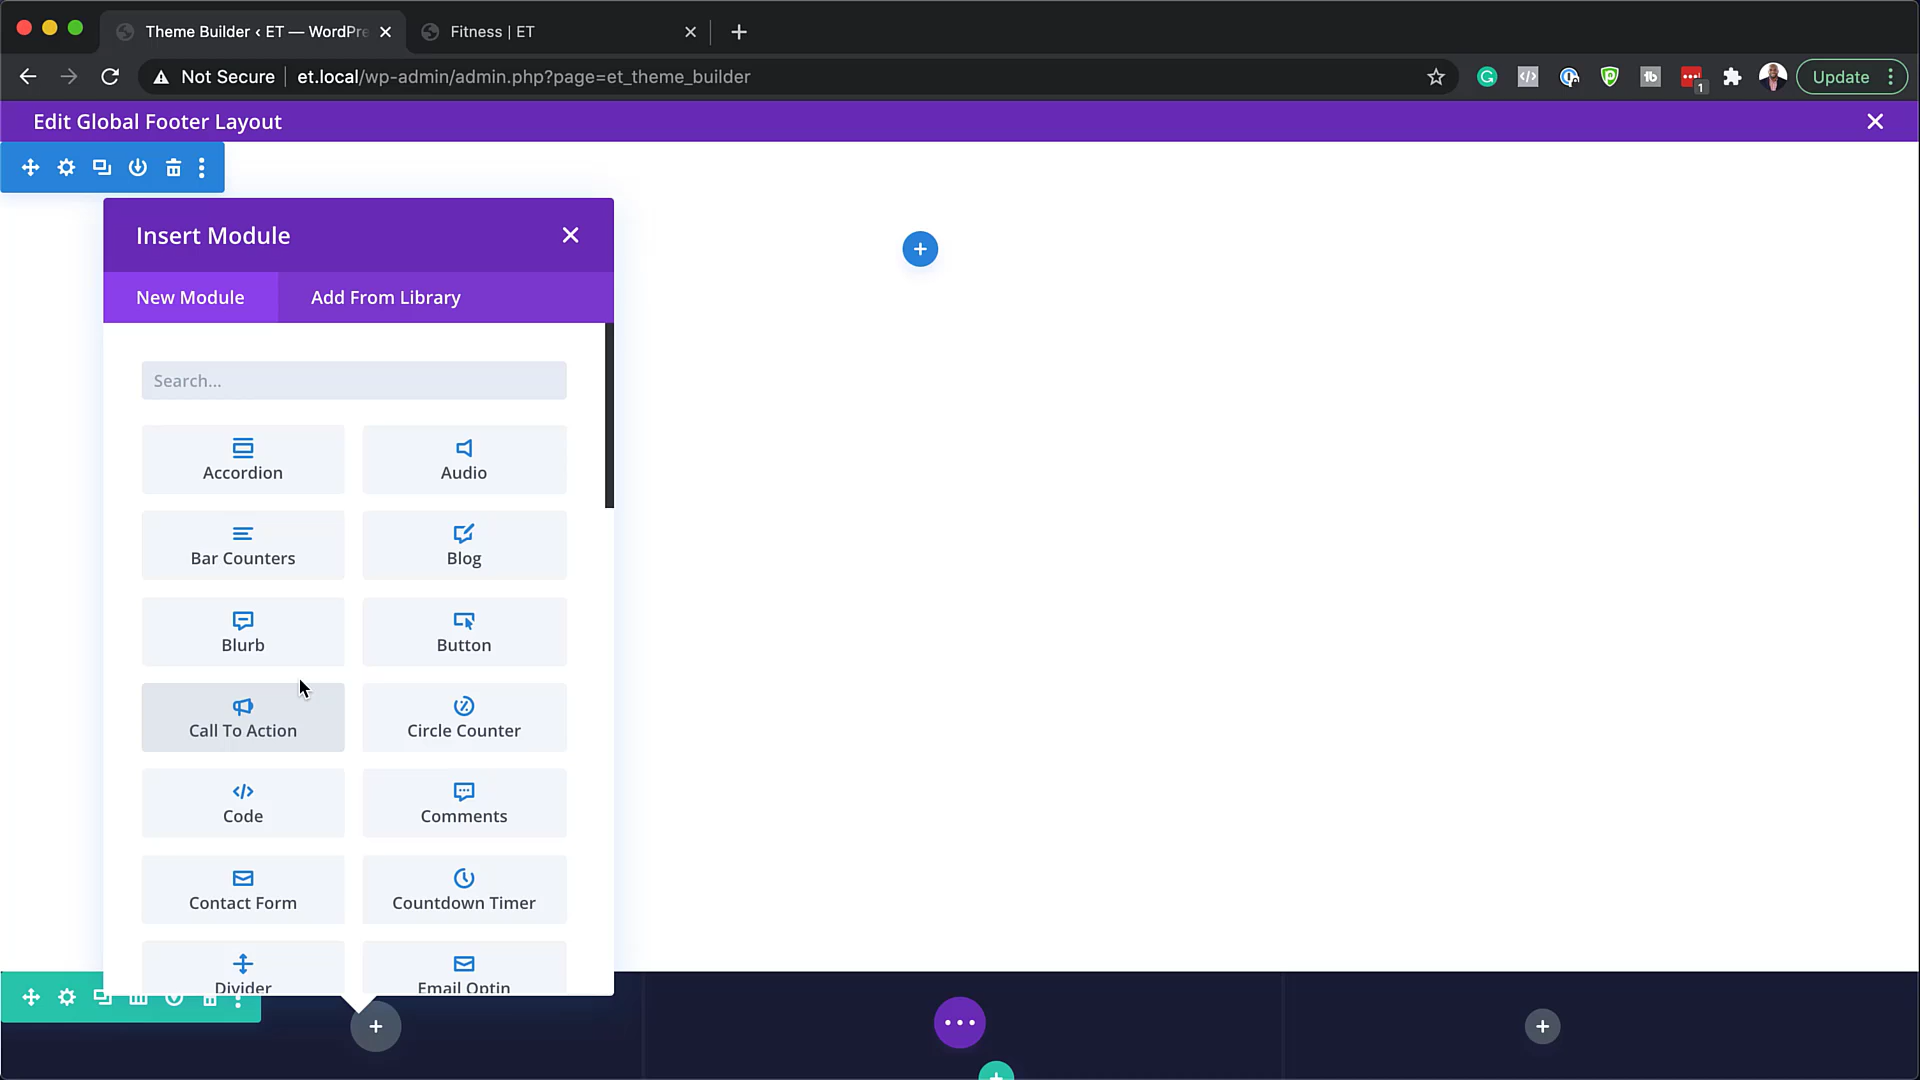 Theme Builder ‹ ET — WordPre
Fitness | ET
Not Secure
et.local/wp-admin/admin.php?page=et_theme_builder
1
Update
Edit Global Footer Layout
Insert Module
New Module
Add From Library
Search...
Accordion
Audio
Bar Counters
Blog
Blurb
Button
Call To Action
Circle Counter
Code
Comments
Contact Form
Countdown Timer
Divider
Email Optin